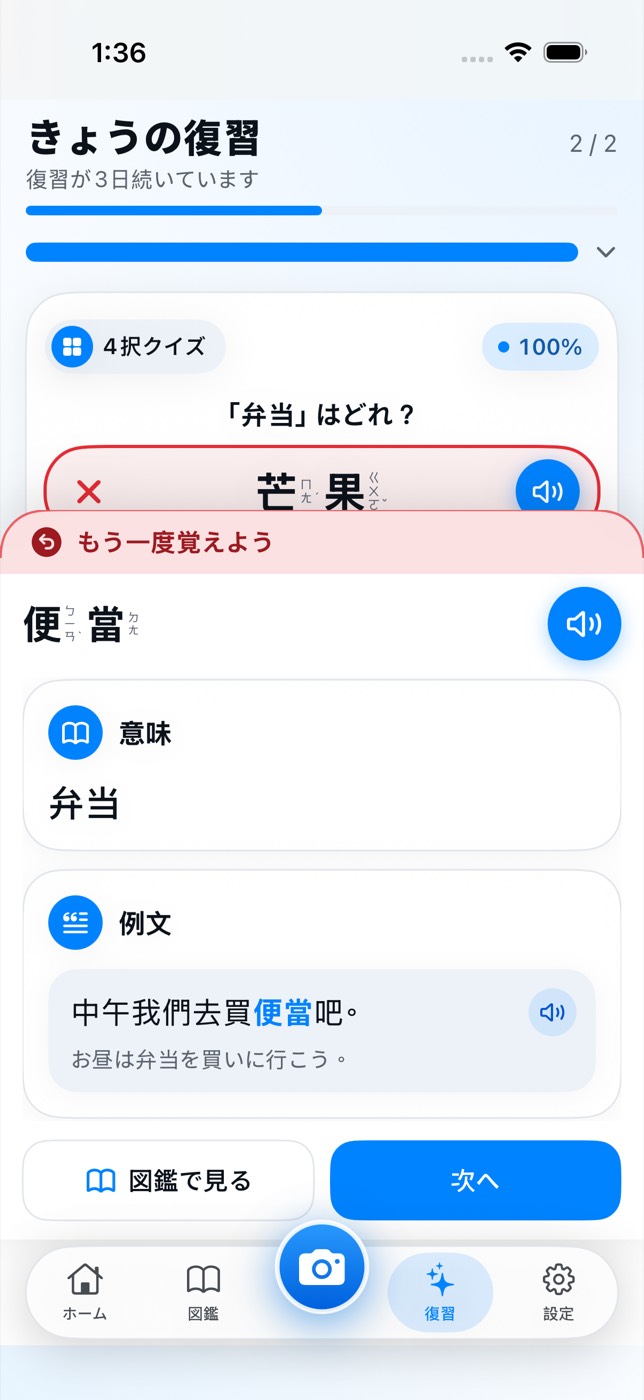 1:36
きょうの復習
2 / 2
復習が3日続いています
4択クイズ
100%
「弁当」はどれ？
芒ㄇㄤˊ果ㄍㄨㄛˇ
もう一度覚えよう
便ㄅㄧㄢˋ當ㄉㄤ
意味
弁当
例文
中午我們去買便當吧。
お昼は弁当を買いに行こう。
図鑑で見る
次へ
ホーム
図鑑
復習
設定